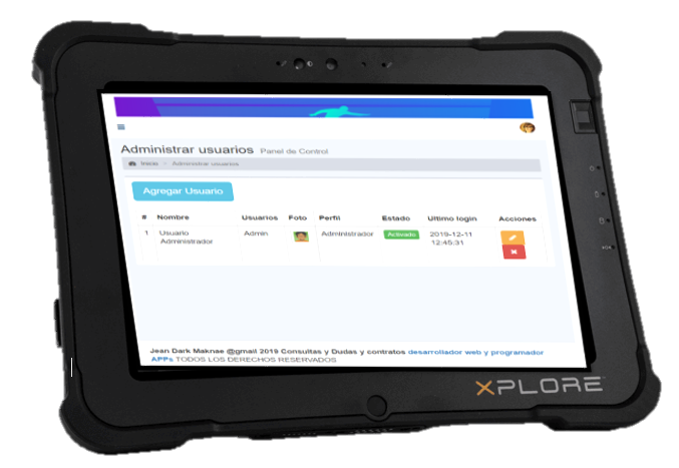 Administrar usuarios Panel de Control
Inicio > Administrar usuarios
Agregar Usuario
# Nombre Usuarios Foto Perfil Estado Ultimo login Acciones
1 Usuario Administrador Admin Administrador Activado 2019-12-11 12:45:31
Jean Dark Maknae @gmail 2019 Consultas y Dudas y contratos desarrollador web y programador
APPs TODOS LOS DERECHOS RESERVADOS
XPLORE